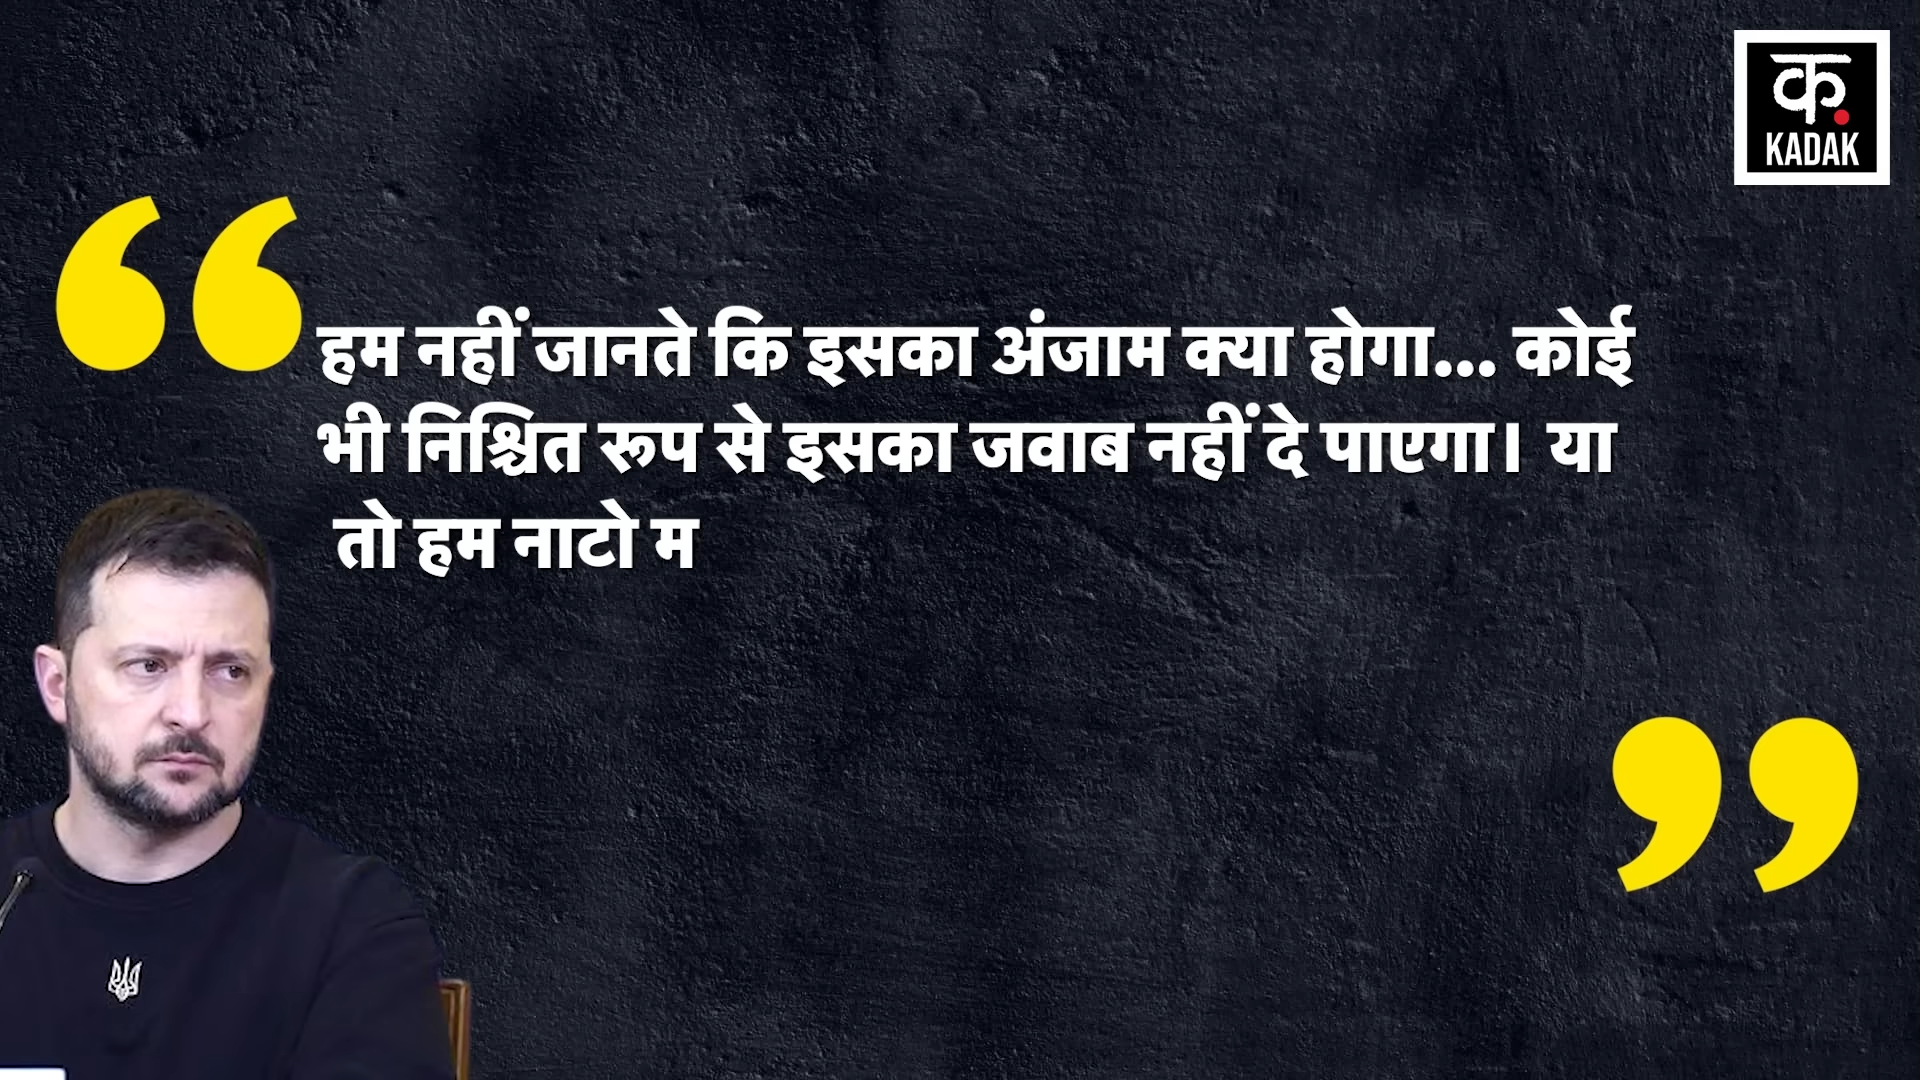 क
KADAK
हम नहीं जानते कि इसका अंजाम क्या होगा... कोई
भी निश्चित रूप से इसका जवाब नहीं दे पाएगा। या
तो हम नाटो म